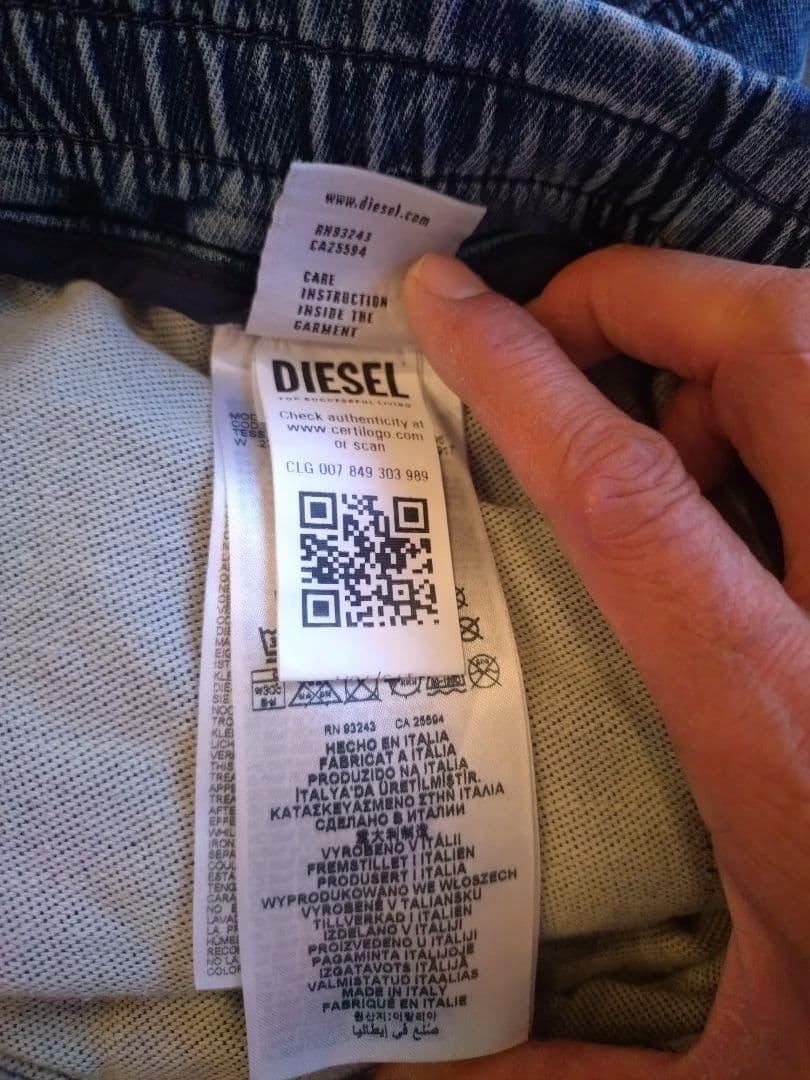 www.diesel.com
RN93243
CA25594
CARE
INSTRUCTION
INSIDE THE
GARMENT
DIESEL
FOR SUCCESSFUL LIVING
Check authenticity at
www.certilogo.com
or scan
CLG 007 849 303 989
RN 93243 CA 25594
HECHO EN ITALIA
FABRICAT A ITÀLIA
PRODUZIDO NA ITALIA
İTALYA'DA ÜRETİLMİŞTİR.
ΚΑΤΑΣΚΕΥΑΣΜΕΝΟ ΣΤΗΝ ΙΤΑΛΙΑ
СДЕЛАНО В ИТАЛИИ
意大利制造
VYROBENO V ITÁLII
FREMSTILLET I ITALIEN
PRODUSERT I ITALIA
WYPRODUKOWANO WE WŁOSZECH
VYROBENÉ V TALIANSKU
TILLVERKAD I ITALIEN
IZDELANO V ITALIJI
PROIZVEDENO U ITALIJI
PAGAMINTA ITALIJOJE
IZGATAVOTS ITĀLIJĀ
VALMISTATUD ITAALIAS
MADE IN ITALY
FABRIQUÉ EN ITALIE
원산지:이탈리아
صنع في إيطاليا